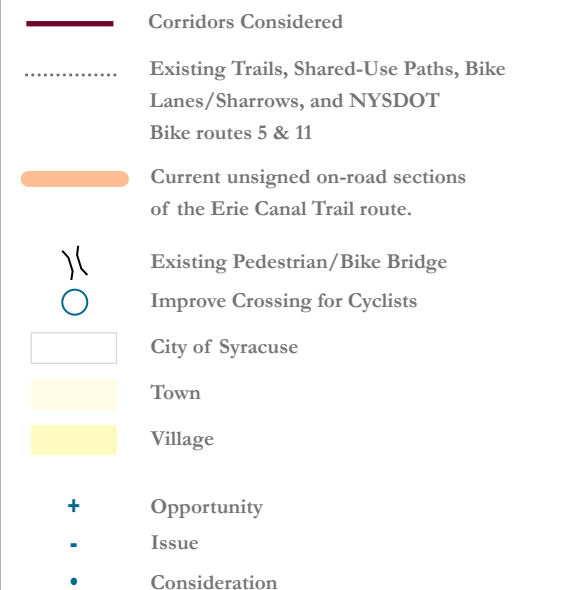 Corridors Considered
Existing Trails, Shared-Use Paths, Bike
Lanes/Sharrows, and NYSDOT
Bike routes 5 & 11
Current unsigned on-road sections
of the Erie Canal Trail route.
Existing Pedestrian/Bike Bridge
Improve Crossing for Cyclists
City of Syracuse
Town
Village
+ Opportunity
- Issue
• Consideration